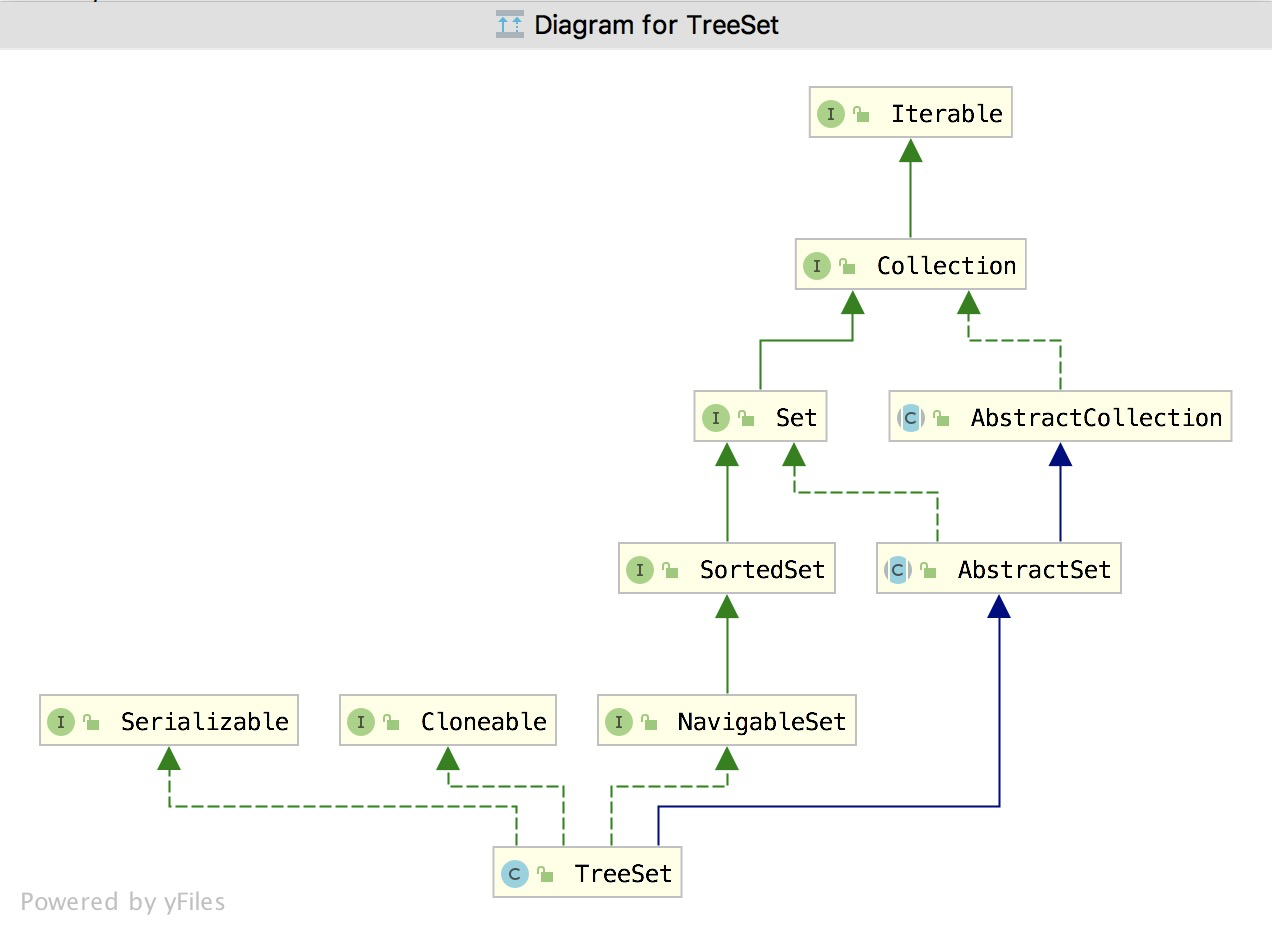 Diagram for TreeSet
I Iterable
I Collection
I Set
C AbstractCollection
I SortedSet
C AbstractSet
I Serializable
I Cloneable
I NavigableSet
C TreeSet
Powered by yFiles